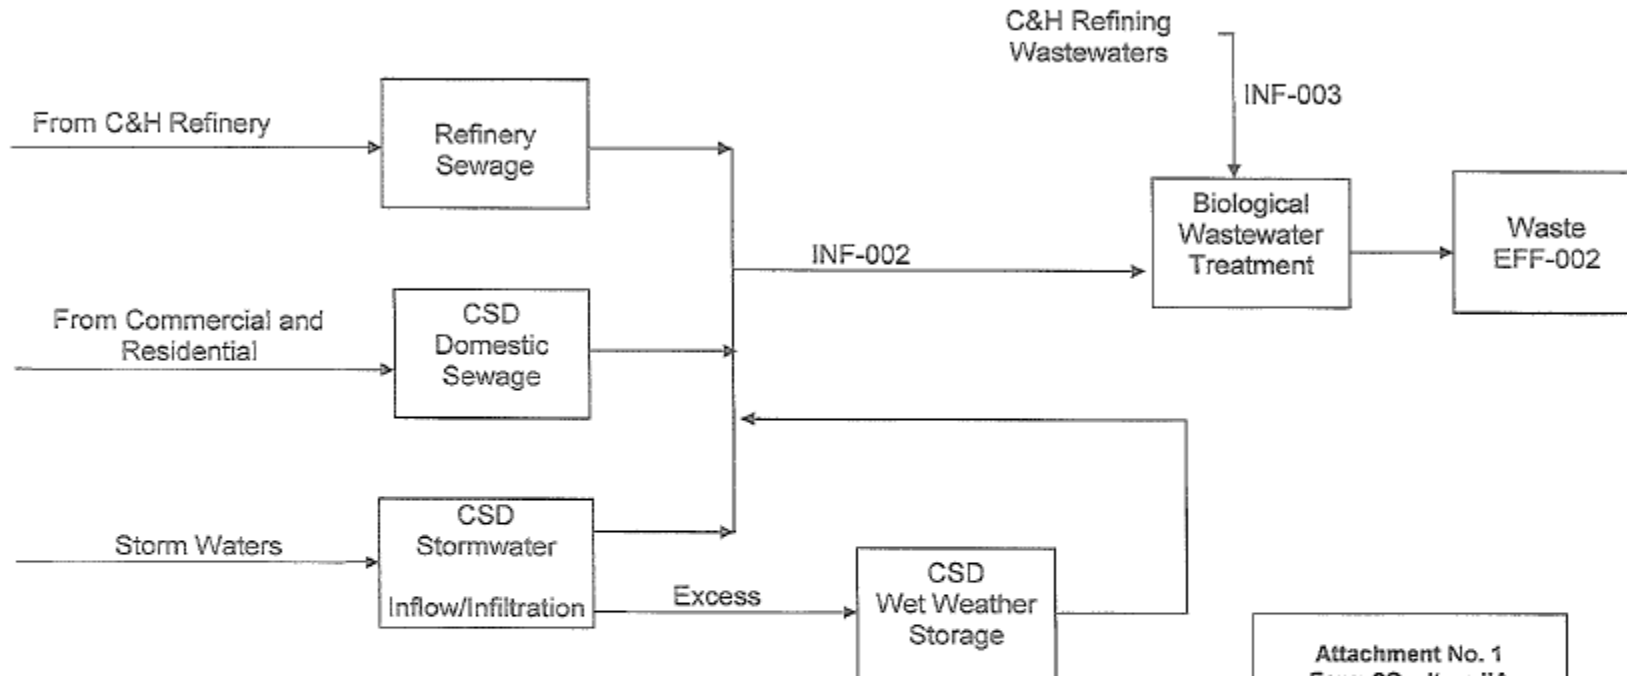 C&H Refining
Wastewaters
INF-003
From C&H Refinery
Refinery
Sewage
Biological
Wastewater
Treatment
Waste
EFF-002
INF-002
From Commercial and
Residential
CSD
Domestic
Sewage
Storm Waters
CSD
Stormwater
Inflow/Infiltration
Excess
CSD
Wet Weather
Storage
Attachment No. 1